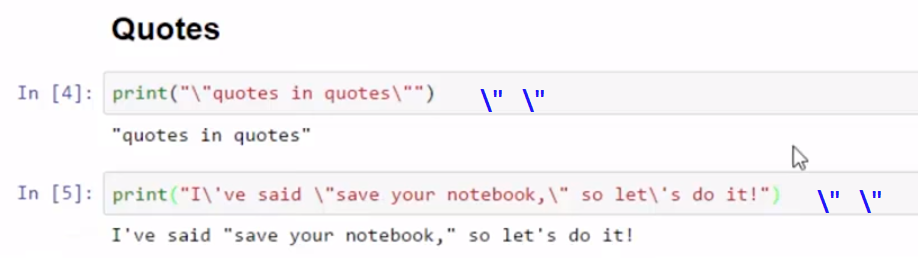 Quotes
In [4]: print("\"quotes in quotes\"") \" \"
"quotes in quotes"
In [5]: print("I\'ve said \"save your notebook,\" so let\'s do it!") \" \"
I've said "save your notebook," so let's do it!